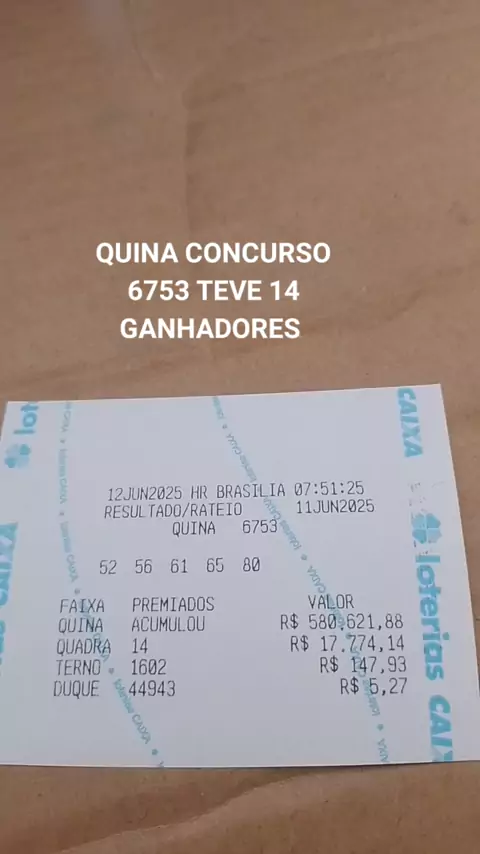 QUINA CONCURSO
6753 TEVE 14
GANHADORES
CAIXA
loterias
CAIXA
12JUN2025 HR BRASILIA 07:51:25
RESULTADO/RATEIO 11JUN2025
QUINA 6753
52 56 61 65 80
FAIXA PREMIADOS VALOR
QUINA ACUMULOU R$ 580.621,88
QUADRA 14 R$ 17.774,14
TERNO 1602 R$ 147,93
DUQUE 44943 R$ 5,27